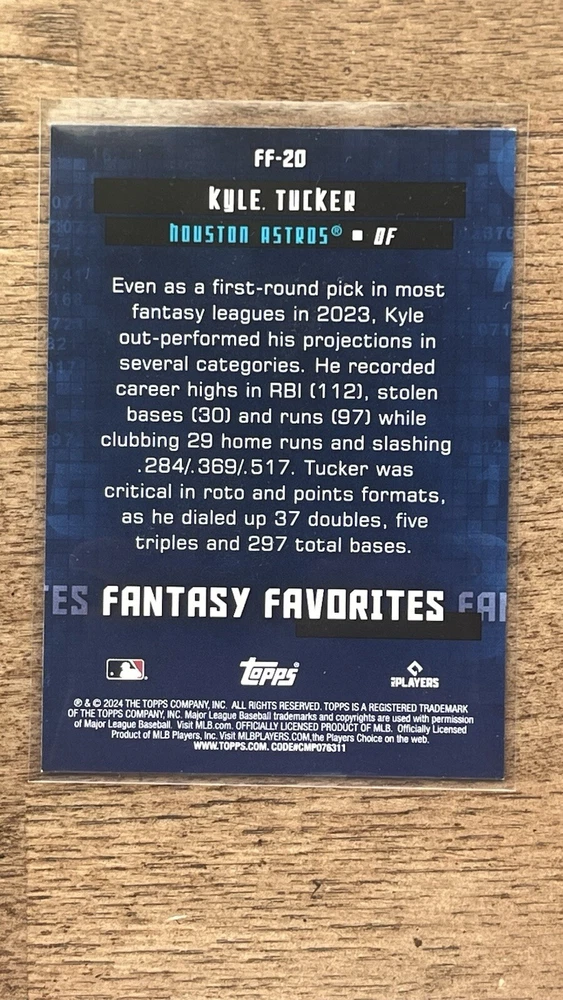 FF-20
KYLE TUCKER
HOUSTON ASTROS® ■ OF
Even as a first-round pick in most
fantasy leagues in 2023, Kyle
out-performed his projections in
several categories. He recorded
career highs in RBI (112), stolen
bases (30) and runs (97) while
clubbing 29 home runs and slashing
.284/.369/.517. Tucker was
critical in roto and points formats,
as he dialed up 37 doubles, five
triples and 297 total bases.
TES FANTASY FAVORITES FAN
topps
PLAYERS
® & © 2024 THE TOPPS COMPANY, INC. ALL RIGHTS RESERVED. TOPPS IS A REGISTERED TRADEMARK
OF THE TOPPS COMPANY, INC. Major League Baseball trademarks and copyrights are used with permission
of Major League Baseball. Visit MLB.com. OFFICIALLY LICENSED PRODUCT OF MLB. Officially Licensed
Product of MLB Players, Inc. Visit MLBPLAYERS.COM,the Players Choice on the web.
WWW.TOPPS.COM. CODE#CMP076311